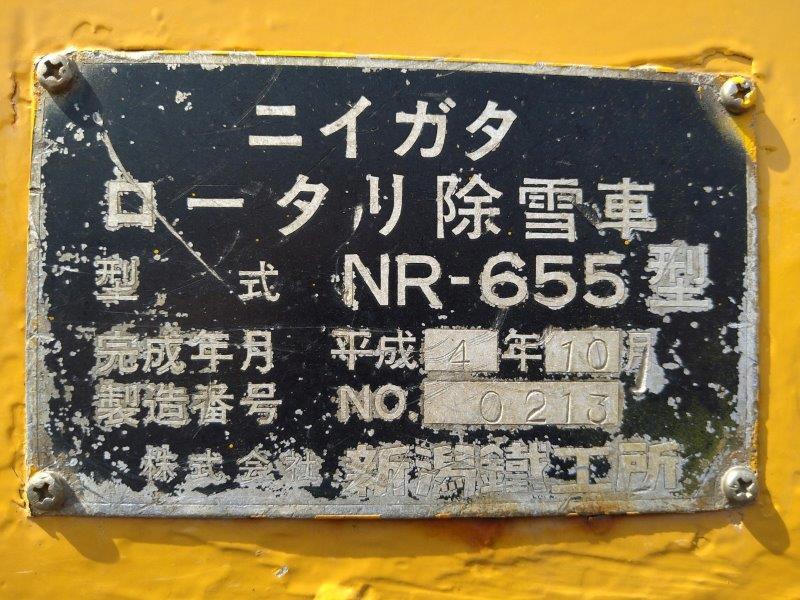 ニイガタ
ロータリ除雪車
型式 NR-655型
完成年月 平成4年10月
製造番号 NO. 0213
株式会社 新潟鐵工所